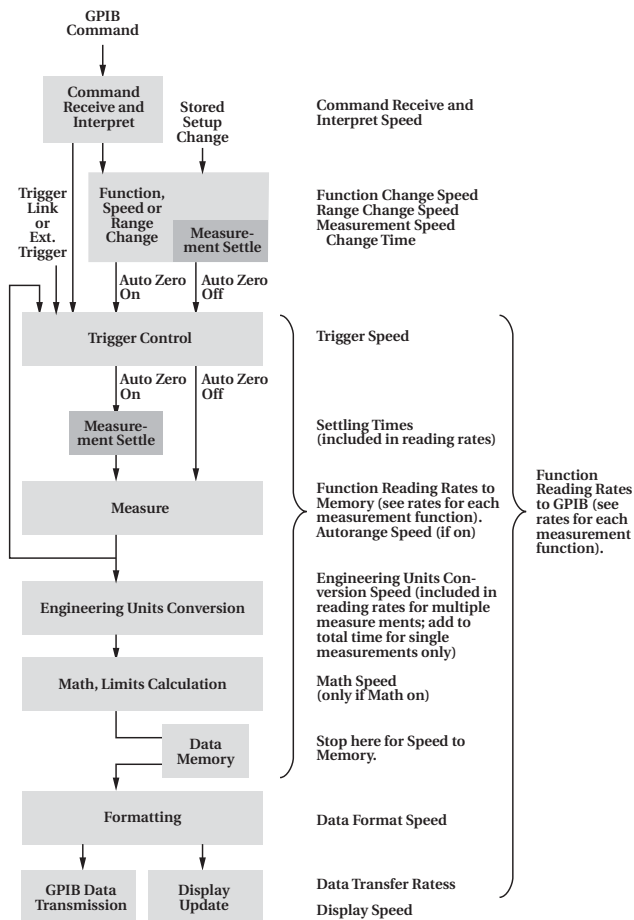 GPIB
Command
Command
Receive and
Interpret
Stored
Setup
Change
Command Receive and
Interpret Speed
Trigger
Link
or
Ext.
Trigger
Function,
Speed or
Range
Change
Measure-
ment Settle
Function Change Speed
Range Change Speed
Measurement Speed
Change Time
Auto Zero
On
Auto Zero
Off
Trigger Control
Trigger Speed
Auto Zero
On
Auto Zero
Off
Measure-
ment Settle
Settling Times
(included in reading rates)
Measure
Function Reading Rates to
Memory (see rates for each
measurement function).
Autorange Speed (if on)
Function
Reading Rates
to GPIB (see
rates for each
measurement
function).
Engineering Units Conversion
Engineering Units Con-
version Speed (included in
reading rates for multiple
measure ments; add to
total time for single
measurements only)
Math, Limits Calculation
Math Speed
(only if Math on)
Data
Memory
Stop here for Speed to
Memory.
Formatting
Data Format Speed
GPIB Data
Transmission
Display
Update
Data Transfer Ratess
Display Speed